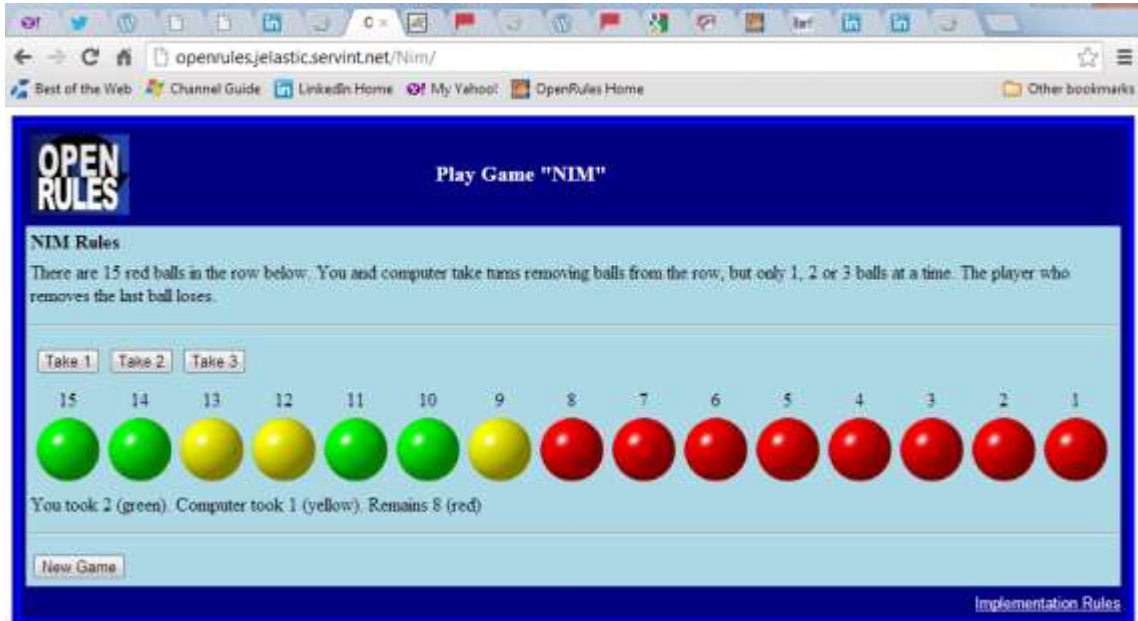 openrules.jelastic.servint.net/Nim/
Best of the Web Channel Guide LinkedIn Home My Yahoo! OpenRules Home Other bookmarks
OPEN
RULES
Play Game "NIM"
NIM Rules
There are 15 red balls in the row below. You and computer take turns removing balls from the row, but only 1, 2 or 3 balls at a time. The player who
removes the last ball loses.
Take 1 Take 2 Take 3
15 14 13 12 11 10 9 8 7 6 5 4 3 2 1
You took 2 (green). Computer took 1 (yellow). Remains 8 (red)
New Game
Implementation Rules